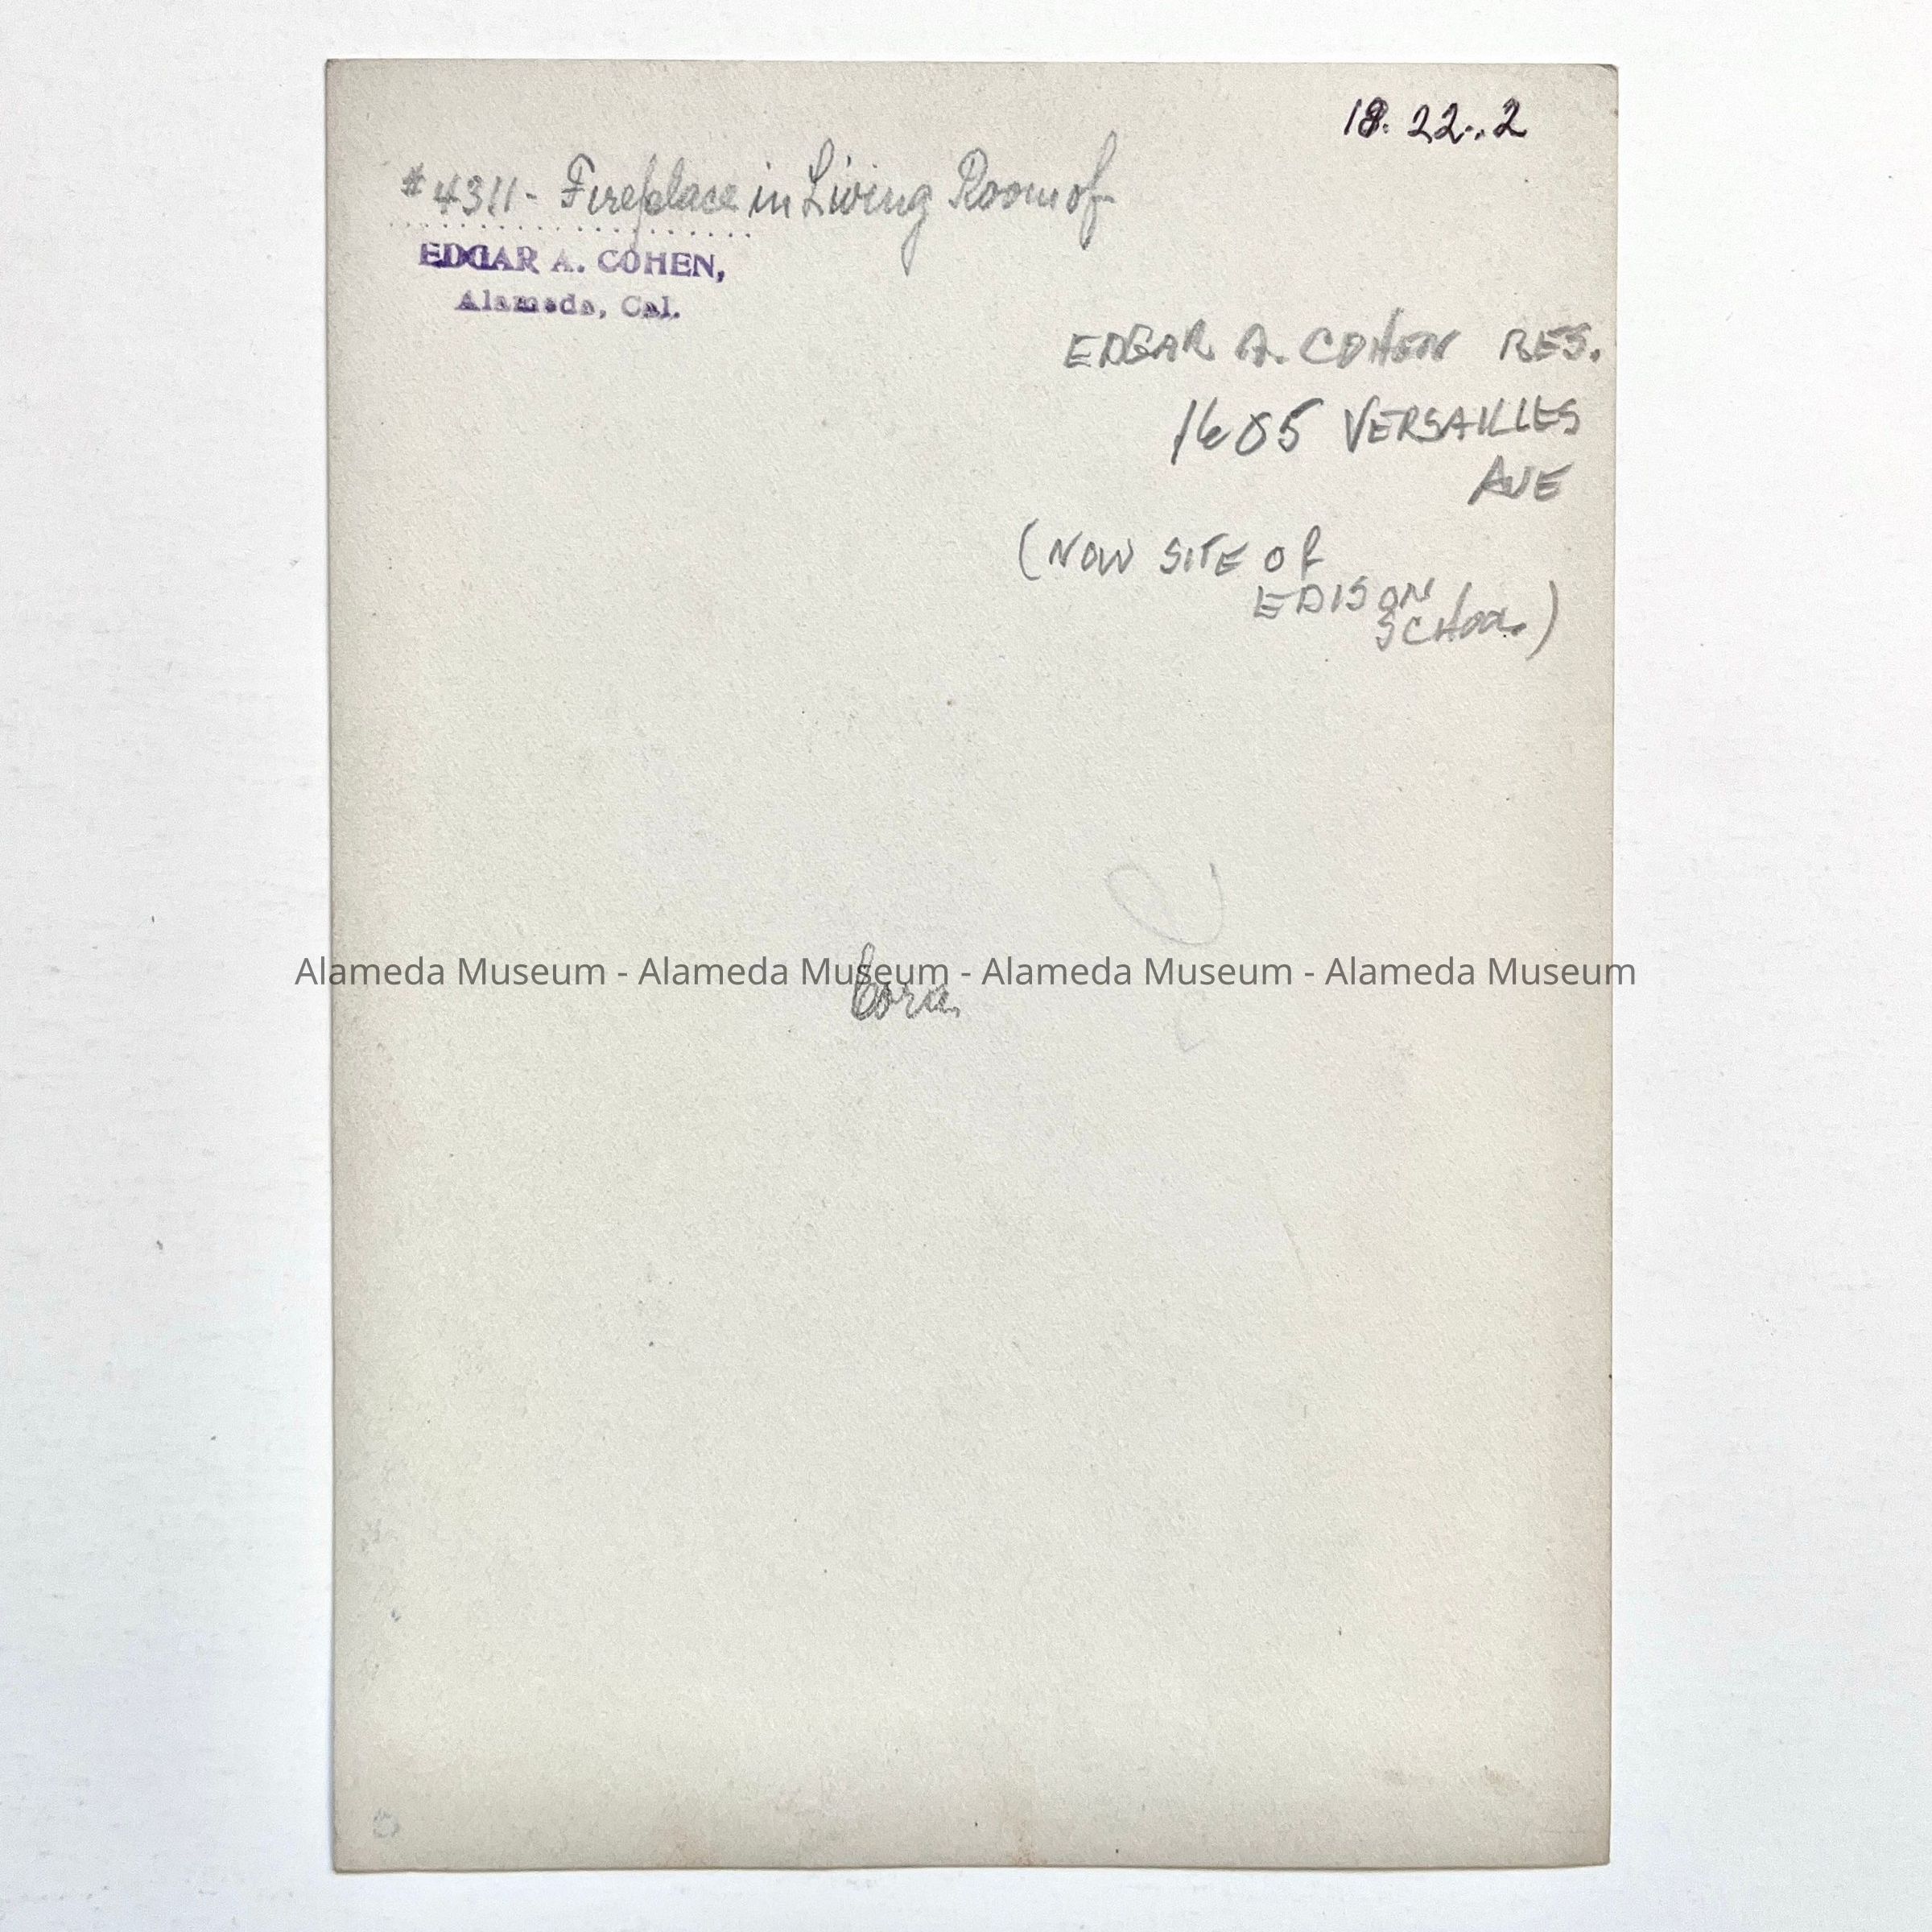 18.22.2
#4311- Fireplace in Living Room of
EDGAR A. COHEN,
Alameda, Cal.
EDGAR A. COHEN RES.
1605 VERSAILLES
AVE
(NOW SITE OF
EDISON
SCHOOL)
Alameda Museum - Alameda Museum - Alameda Museum - Alameda Museum
Cora